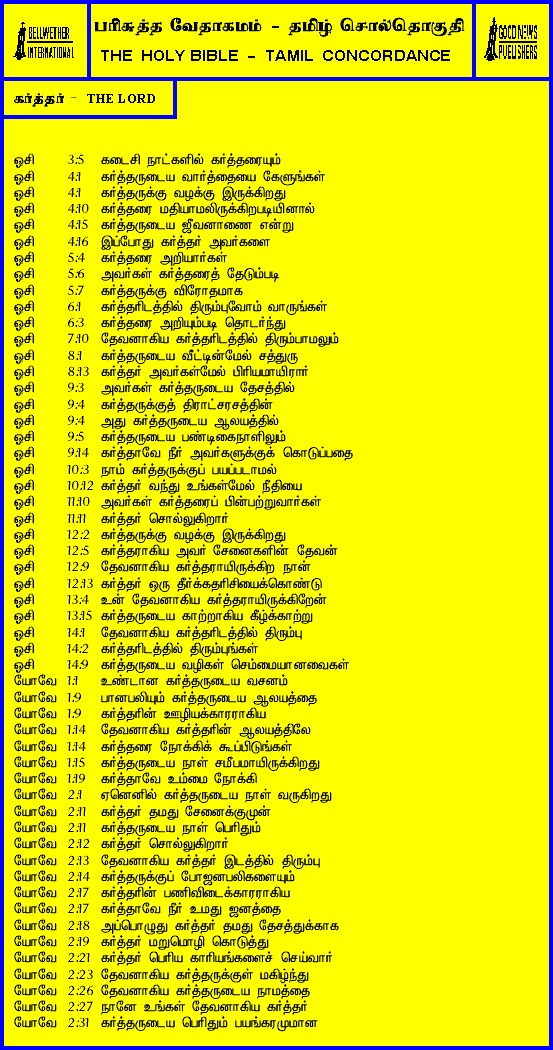 BELLWETHER
INTERNATIONAL
பரிசுத்த வேதாகமம் - தமிழ் சொல்தொகுதி
THE HOLY BIBLE - TAMIL CONCORDANCE
GOOD NEWS
PUBLISHERS
கர்த்தர் - THE LORD
ஓசி 3:5 கடைசி நாட்களில் கர்த்தரையும்
ஓசி 4:1 கர்த்தருடைய வார்த்தையை கேளுங்கள்
ஓசி 4:1 கர்த்தருக்கு வழக்கு இருக்கிறது
ஓசி 4:10 கர்த்தரை மதியாமலிருக்கிறபடியினால்
ஓசி 4:15 கர்த்தருடைய ஜீவனாணை என்று
ஓசி 4:16 இப்போது கர்த்தர் அவர்களை
ஓசி 5:4 கர்த்தரை அறியார்கள்
ஓசி 5:6 அவர்கள் கர்த்தரைத் தேடும்படி
ஓசி 5:7 கர்த்தருக்கு விரோதமாக
ஓசி 6:1 கர்த்தரிடத்தில் திரும்புவோம் வாருங்கள்
ஓசி 6:3 கர்த்தரை அறியும்படி தொடர்ந்து
ஓசி 7:10 தேவனாகிய கர்த்தரிடத்தில் திரும்பாமலும்
ஓசி 8:1 கர்த்தருடைய வீட்டின்மேல் சத்துரு
ஓசி 8:13 கர்த்தர் அவர்கள்மேல் பிரியமாயிரார்
ஓசி 9:3 அவர்கள் கர்த்தருடைய தேசத்தில்
ஓசி 9:4 கர்த்தருக்குத் திராட்சரசத்தின்
ஓசி 9:4 அது கர்த்தருடைய ஆலயத்தில்
ஓசி 9:5 கர்த்தருடைய பண்டிகைநாளிலும்
ஓசி 9:14 கர்த்தாவே நீர் அவர்களுக்குக் கொடுப்பதை
ஓசி 10:3 நாம் கர்த்தருக்குப் பயப்படாமல்
ஓசி 10:12 கர்த்தர் வந்து உங்கள்மேல் நீதியை
ஓசி 11:10 அவர்கள் கர்த்தரைப் பின்பற்றுவார்கள்
ஓசி 11:11 கர்த்தர் சொல்லுகிறார்
ஓசி 12:2 கர்த்தருக்கு வழக்கு இருக்கிறது
ஓசி 12:5 கர்த்தராகிய அவர் சேனைகளின் தேவன்
ஓசி 12:9 தேவனாகிய கர்த்தராயிருக்கிற நான்
ஓசி 12:13 கர்த்தர் ஒரு தீர்க்கதரிசியைக்கொண்டு
ஓசி 13:4 உன் தேவனாகிய கர்த்தராயிருக்கிறேன்
ஓசி 13:15 கர்த்தருடைய காற்றாகிய கீழ்க்காற்று
ஓசி 14:1 தேவனாகிய கர்த்தரிடத்தில் திரும்பு
ஓசி 14:2 கர்த்தரிடத்தில் திரும்புங்கள்
ஓசி 14:9 கர்த்தருடைய வழிகள் செம்மையானவைகள்
யோவே 1:1 உண்டான கர்த்தருடைய வசனம்
யோவே 1:9 பானபலியும் கர்த்தருடைய ஆலயத்தை
யோவே 1:9 கர்த்தரின் ஊழியக்காரராகிய
யோவே 1:14 தேவனாகிய கர்த்தரின் ஆலயத்திலே
யோவே 1:14 கர்த்தரை நோக்கிக் கூப்பிடுங்கள்
யோவே 1:15 கர்த்தருடைய நாள் சமீபமாயிருக்கிறது
யோவே 1:19 கர்த்தாவே உம்மை நோக்கி
யோவே 2:1 ஏனெனில் கர்த்தருடைய நாள் வருகிறது
யோவே 2:11 கர்த்தர் தமது சேனைக்குமுன்
யோவே 2:11 கர்த்தருடைய நாள் பெரிதும்
யோவே 2:12 கர்த்தர் சொல்லுகிறார்
யோவே 2:13 தேவனாகிய கர்த்தர் இடத்தில் திரும்பு
யோவே 2:14 கர்த்தருக்குப் போஜனபலிகளையும்
யோவே 2:17 கர்த்தரின் பணிவிடைக்காரராகிய
யோவே 2:17 கர்த்தாவே நீர் உமது ஜனத்தை
யோவே 2:18 அப்பொழுது கர்த்தர் தமது தேசத்துக்காக
யோவே 2:19 கர்த்தர் மறுமொழி கொடுத்து
யோவே 2:21 கர்த்தர் பெரிய காரியங்களைச் செய்வார்
யோவே 2:23 தேவனாகிய கர்த்தருக்குள் மகிழ்ந்து
யோவே 2:26 தேவனாகிய கர்த்தருடைய நாமத்தை
யோவே 2:27 நானே உங்கள் தேவனாகிய கர்த்தர்
யோவே 2:31 கர்த்தருடைய பெரிதும் பயங்கரமுமான